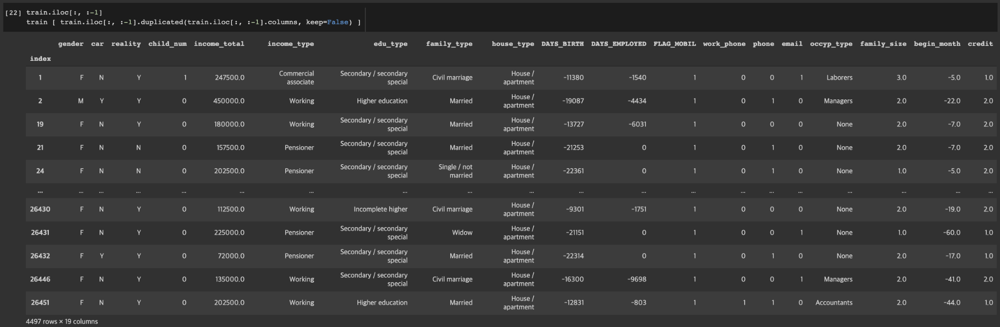 [22] train.iloc[:, :-1]
train [ train.iloc[:, :-1].duplicated(train.iloc[:, :-1].columns, keep=False) ]
gender car reality child_num income_total income_type edu_type family_type house_type DAYS_BIRTH DAYS_EMPLOYED FLAG_MOBIL work_phone phone email occyp_type family_size begin_month credit
index
1 F N Y 1 247500.0 Commercial associate Secondary / secondary special Civil marriage House / apartment -11380 -1540 1 0 0 1 Laborers 3.0 -5.0 1.0
2 M Y Y 0 450000.0 Working Higher education Married House / apartment -19087 -4434 1 0 1 0 Managers 2.0 -22.0 2.0
19 F N Y 0 180000.0 Working Secondary / secondary special Married House / apartment -13727 -6031 1 0 0 0 None 2.0 -7.0 2.0
21 F N N 0 157500.0 Pensioner Secondary / secondary special Married House / apartment -21253 0 1 0 1 0 None 2.0 -7.0 2.0
24 F N N 0 202500.0 Pensioner Secondary / secondary special Single / not married House / apartment -22361 0 1 0 1 0 None 1.0 -5.0 2.0
... ... ... ... ... ... ... ... ... ... ... ... ... ... ... ... ... ... ... ...
26430 F N Y 0 112500.0 Working Incomplete higher Civil marriage House / apartment -9301 -1751 1 0 0 0 None 2.0 -19.0 2.0
26431 F N Y 0 225000.0 Pensioner Secondary / secondary special Widow House / apartment -21151 0 1 0 0 1 None 1.0 -60.0 1.0
26432 F Y Y 0 72000.0 Pensioner Secondary / secondary special Married House / apartment -22314 0 1 0 1 0 None 2.0 -17.0 1.0
26446 F N Y 0 135000.0 Working Secondary / secondary special Civil marriage House / apartment -16300 -9698 1 0 0 1 Managers 2.0 -41.0 2.0
26451 F N Y 0 202500.0 Working Higher education Married House / apartment -12831 -803 1 1 1 0 Accountants 2.0 -44.0 1.0
4497 rows × 19 columns